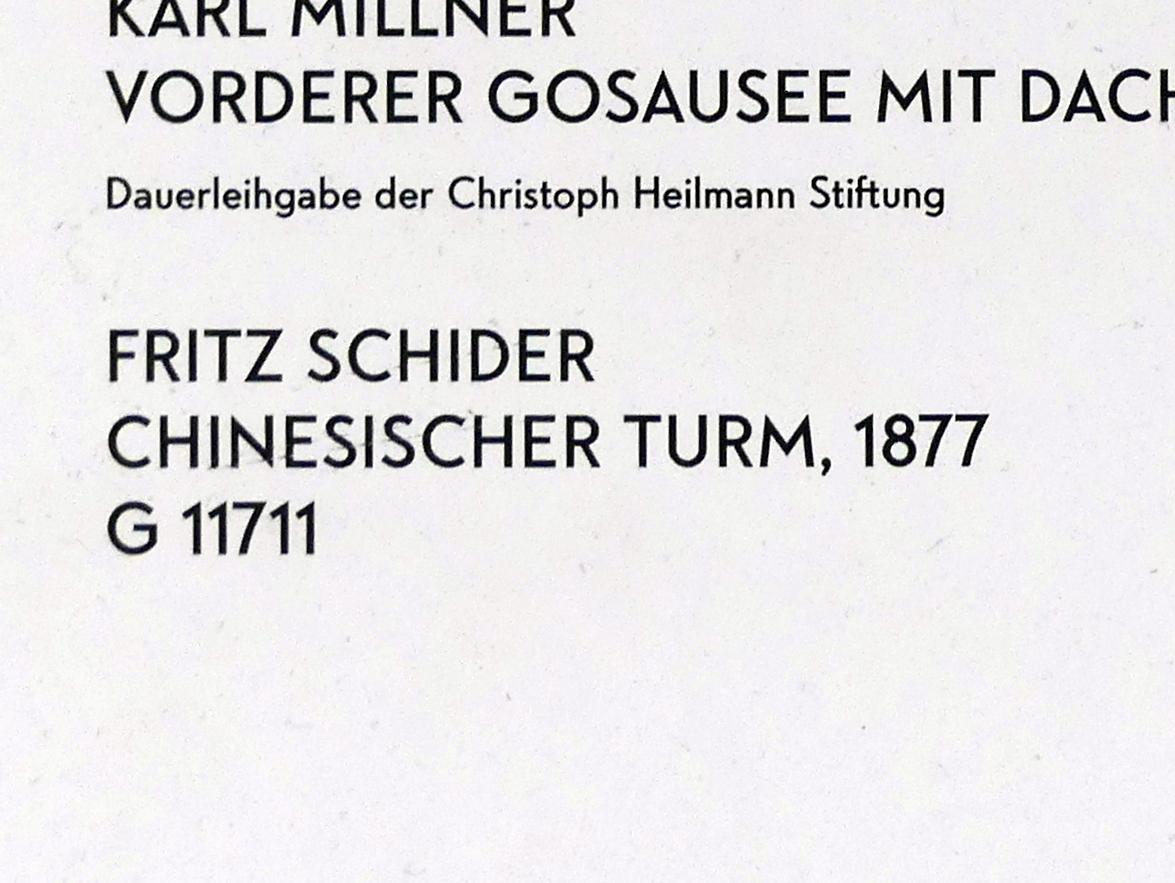 KARL MILLNER
VORDERER GOSAUSEE MIT DACH
Dauerleihgabe der Christoph Heilmann Stiftung
FRITZ SCHIDER
CHINESISCHER TURM, 1877
G 11711